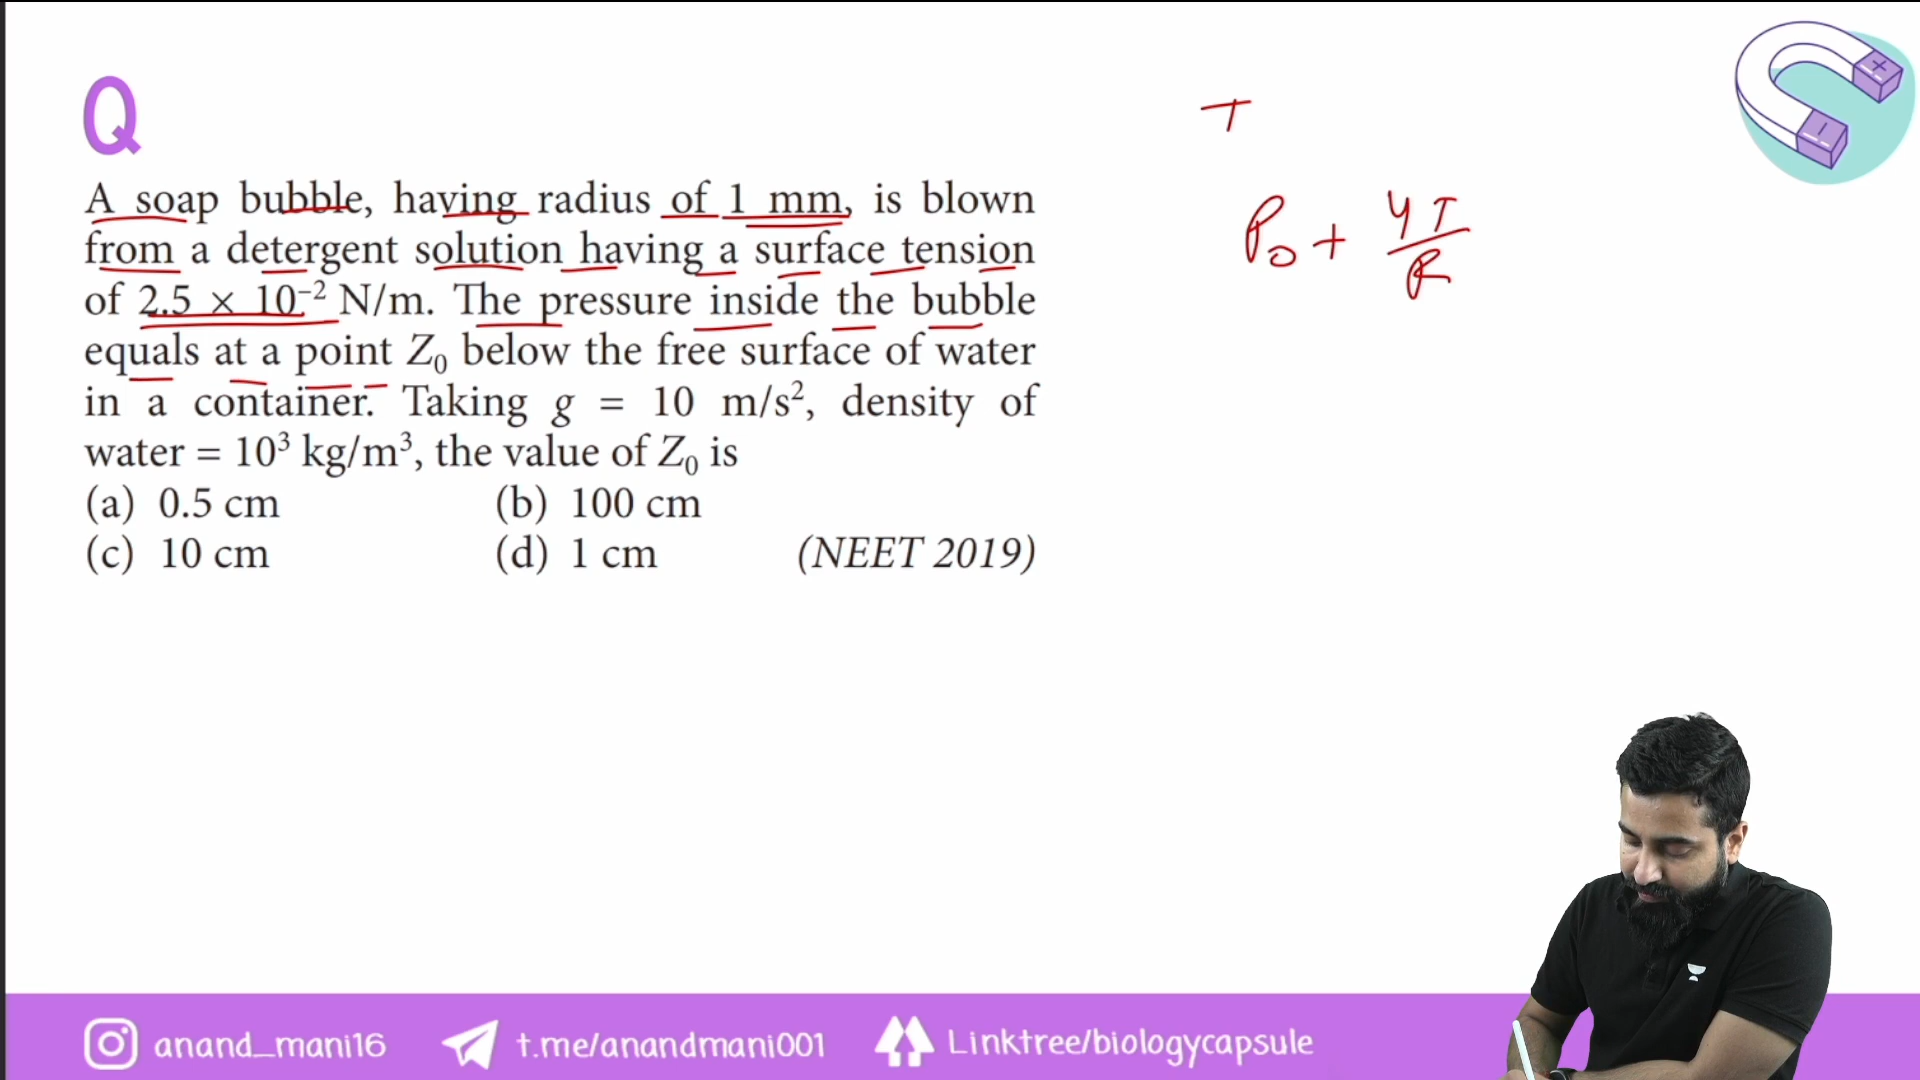 Q
A soap bubble, having radius of 1 mm, is blown
from a detergent solution having a surface tension
of 2.5 × 10⁻² N/m. The pressure inside the bubble
equals at a point Z₀ below the free surface of water
in a container. Taking g = 10 m/s², density of
water = 10³ kg/m³, the value of Z₀ is
(a) 0.5 cm (b) 100 cm
(c) 10 cm (d) 1 cm (NEET 2019)
T
P₀ + 4T/R
+
−
anand_mani16 t.me/anandmani001 Linktree/biologycapsule